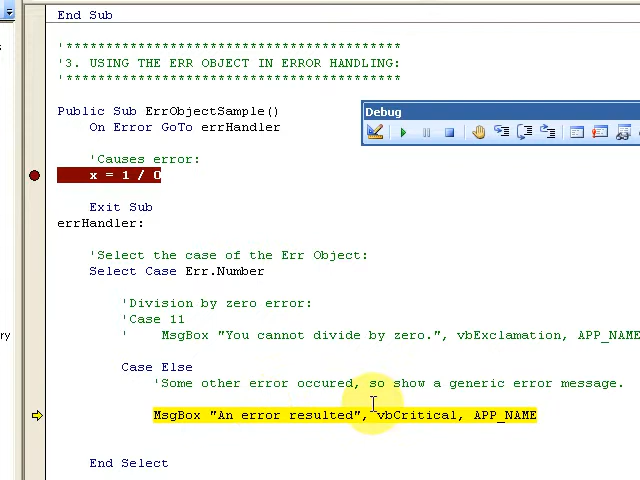 End Sub
'******************************************
'3. USING THE ERR OBJECT IN ERROR HANDLING:
'******************************************
Public Sub ErrObjectSample()
On Error GoTo errHandler
Debug
'Causes error:
x = 1 / 0
Exit Sub
errHandler:
'Select the case of the Err Object:
Select Case Err.Number
'Division by zero error:
'Case 11
' MsgBox "You cannot divide by zero.", vbExclamation, APP_NAME
ry
Case Else
'Some other error occured, so show a generic error message.
MsgBox "An error resulted", vbCritical, APP_NAME
End Select